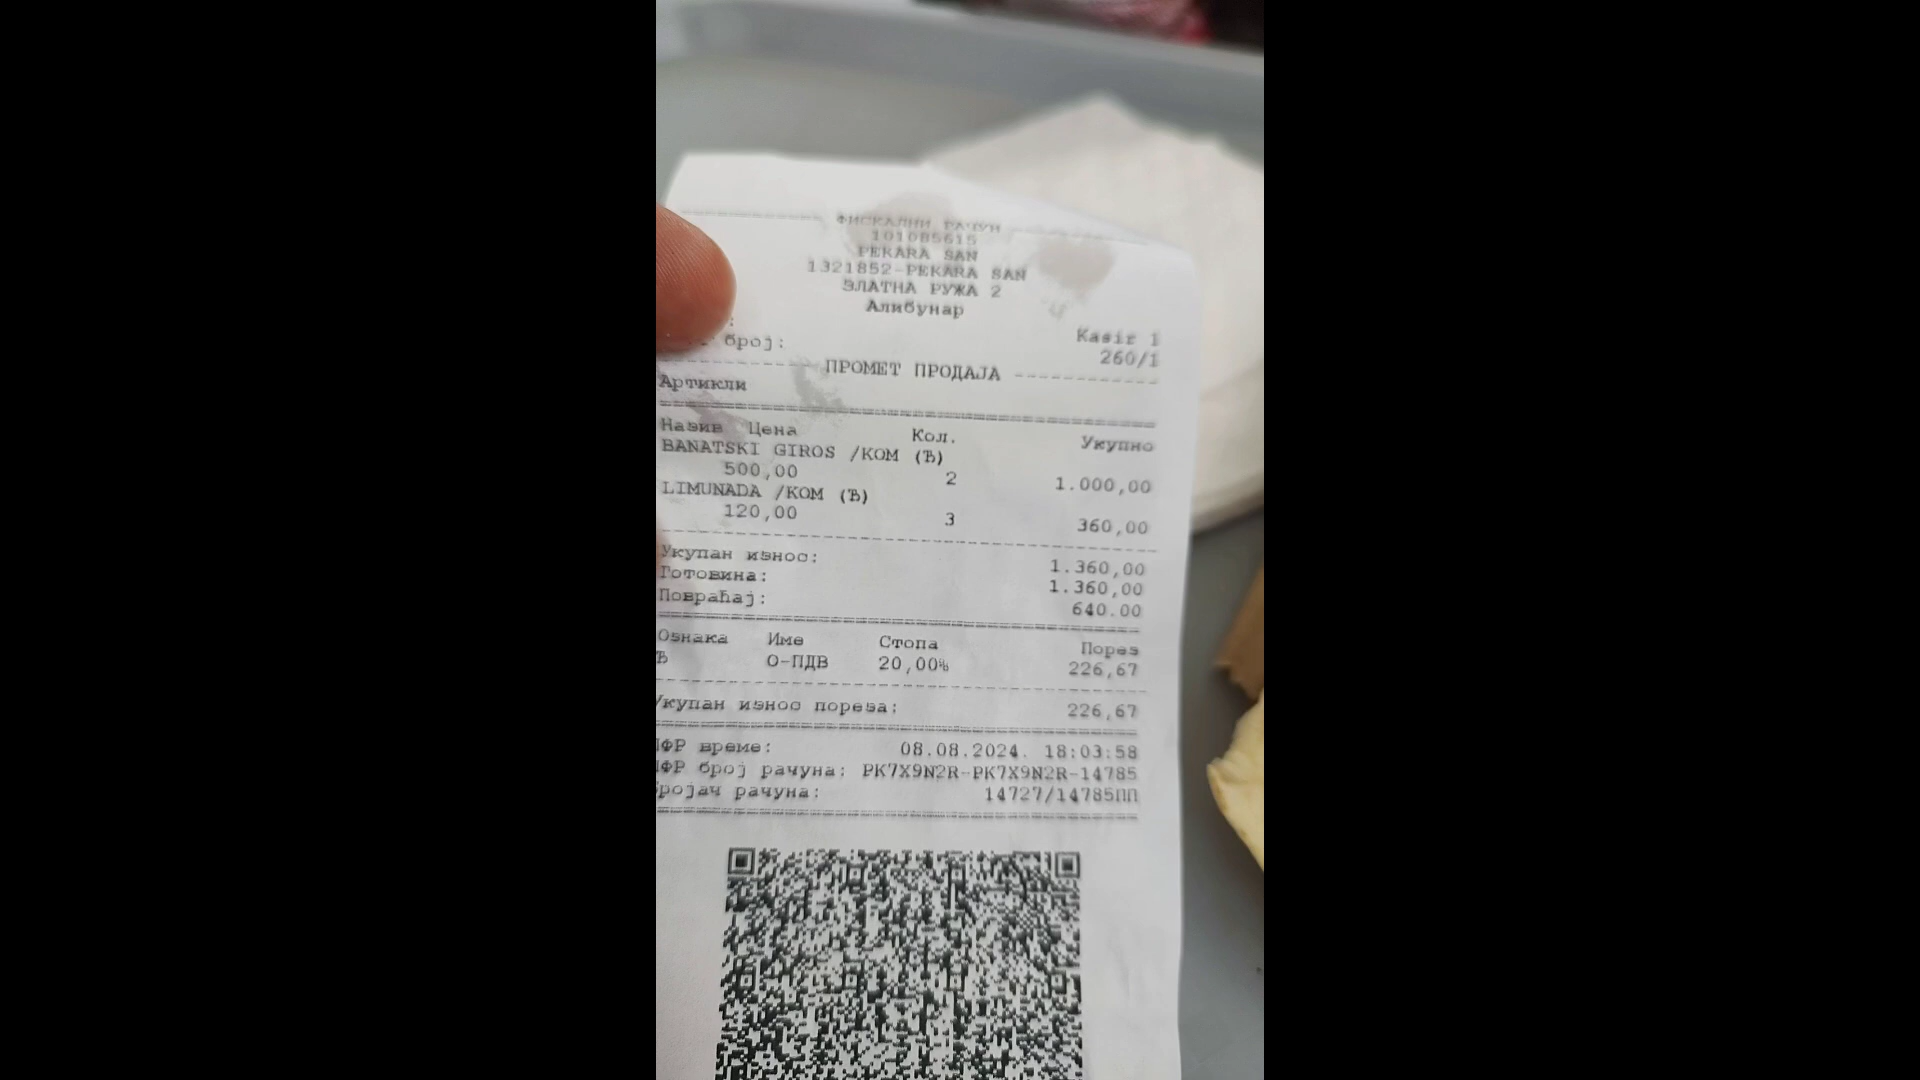 ФИСКАЛНИ РАЧУН
101085615
PEKARA SAN
1321852-PEKARA SAN
ЗЛАТНА РУЖА 2
Алибунар
: Kasir 1
број: 260/1
ПРОМЕТ ПРОДАЈА
Артикли
Назив Цена Кол. Укупно
BANATSKI GIROS /КОМ (Ђ)
500,00 2 1.000,00
LIMUNADA /КОМ (Ђ)
120,00 3 360,00
Укупан износ: 1.360,00
Готовина: 1.360,00
Повраћај: 640.00
Ознака Име Стопа Порез
Ђ О-ПДВ 20,00% 226,67
Укупан износ пореза: 226,67
ПФР време: 08.08.2024. 18:03:58
ПФР број рачуна: PK7X9N2R-PK7X9N2R-14785
Бројач рачуна: 14727/14785ПП